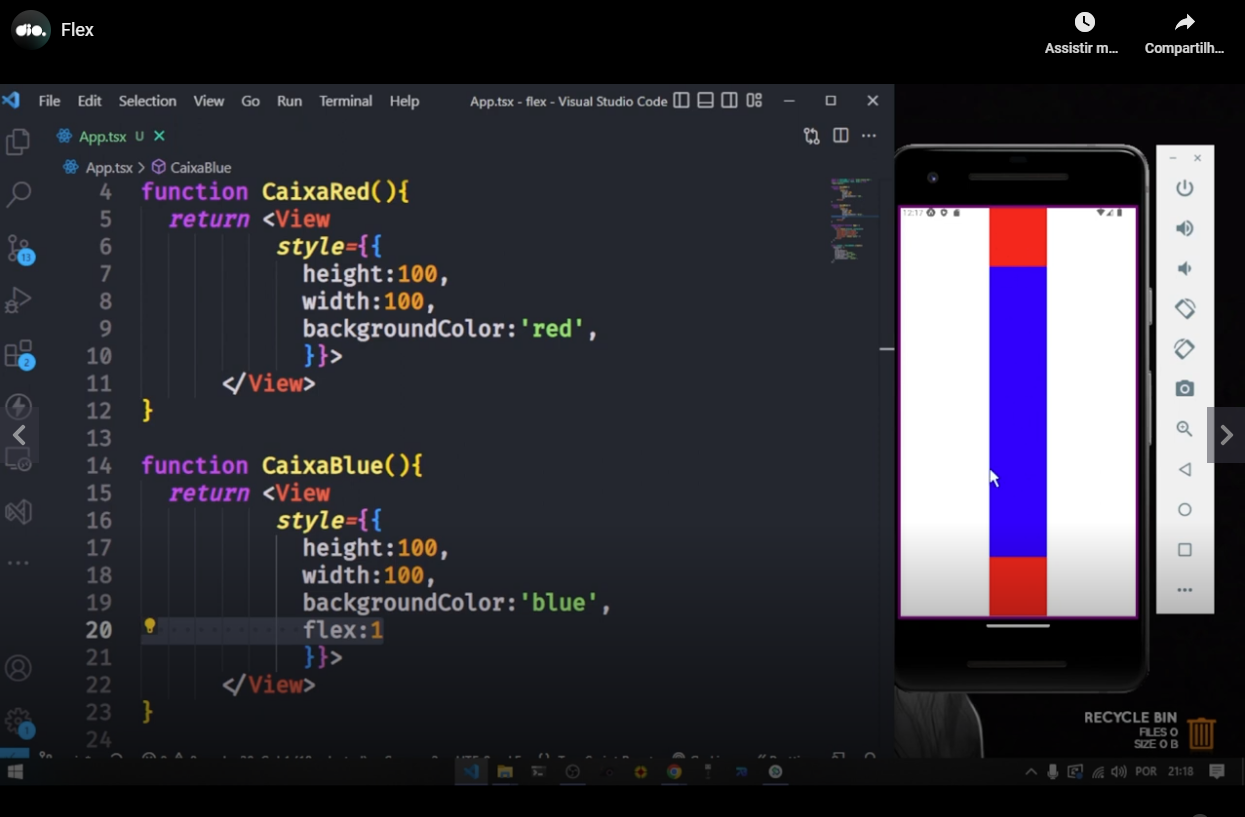 dio. Flex
Assistir m... Compartilh...
File Edit Selection View Go Run Terminal Help App.tsx - flex - Visual Studio Code
App.tsx U
App.tsx > CaixaBlue
4 function CaixaRed(){
5 return <View
6 style={{
7 height:100,
8 width:100,
9 backgroundColor:'red',
10 }}>
11 </View>
12 }
13
14 function CaixaBlue(){
15 return <View
16 style={{
17 height:100,
18 width:100,
19 backgroundColor:'blue',
20 flex:1
21 }}>
22 </View>
23 }
24
13
2
1
12:17
RECYCLE BIN
FILES 0
SIZE 0 B
POR 21:18